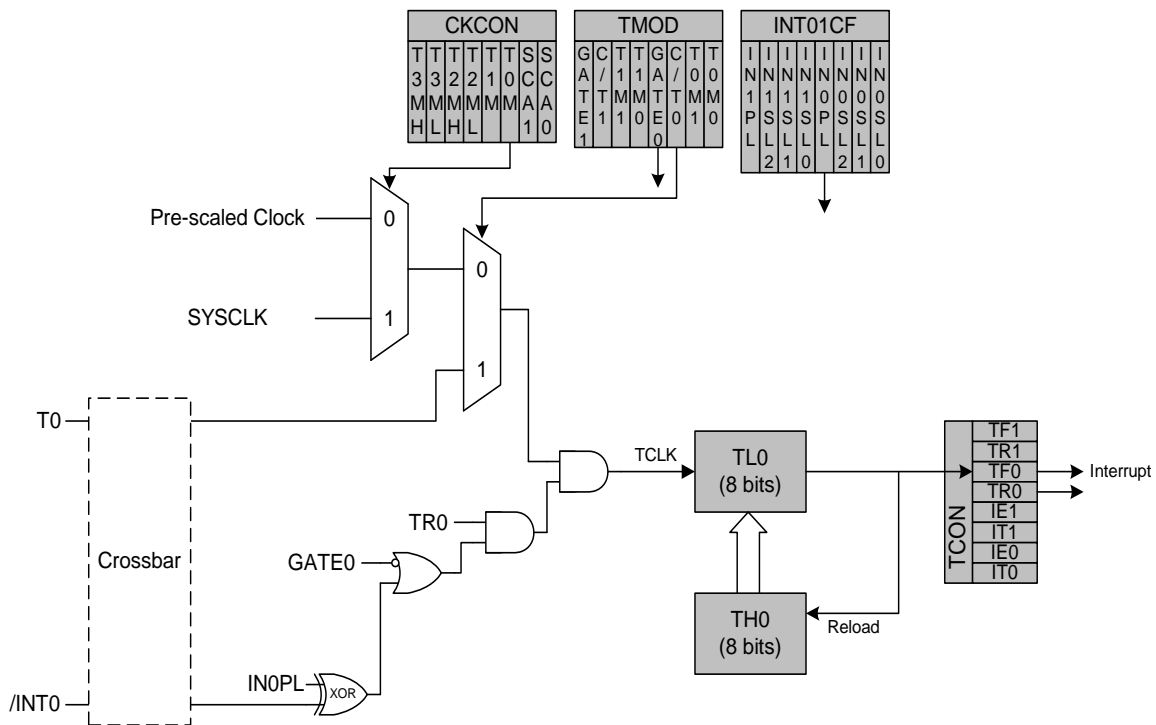 CKCON
T3MH
T3ML
T2MH
T2ML
T1M
T0M
SCA1
SCA0
TMOD
GATE1
C/T1
T1M1
T1M0
GATE0
C/T0
T0M1
T0M0
INT01CF
IN1PL
IN1SL2
IN1SL1
IN1SL0
IN0PL
IN0SL2
IN0SL1
IN0SL0
Pre-scaled Clock
0
SYSCLK
1
0
1
T0
Crossbar
/INT0
TR0
GATE0
IN0PL
XOR
TCLK
TL0
(8 bits)
TH0
(8 bits)
Reload
TCON
TF1
TR1
TF0
TR0
IE1
IT1
IE0
IT0
Interrupt